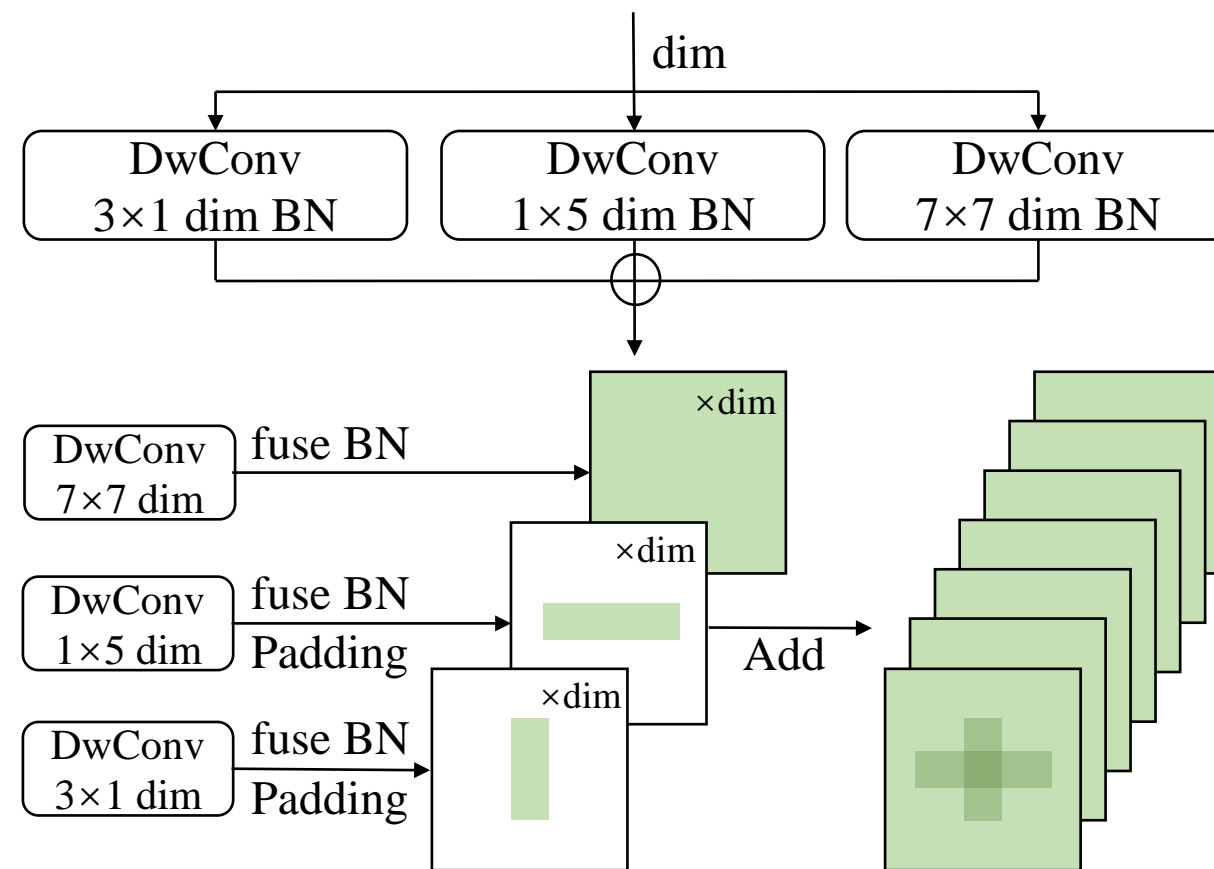 dim
DwConv
3×1 dim BN
DwConv
1×5 dim BN
DwConv
7×7 dim BN
×dim
DwConv
7×7 dim
fuse BN
×dim
DwConv
1×5 dim
fuse BN
Padding
Add
×dim
DwConv
3×1 dim
fuse BN
Padding